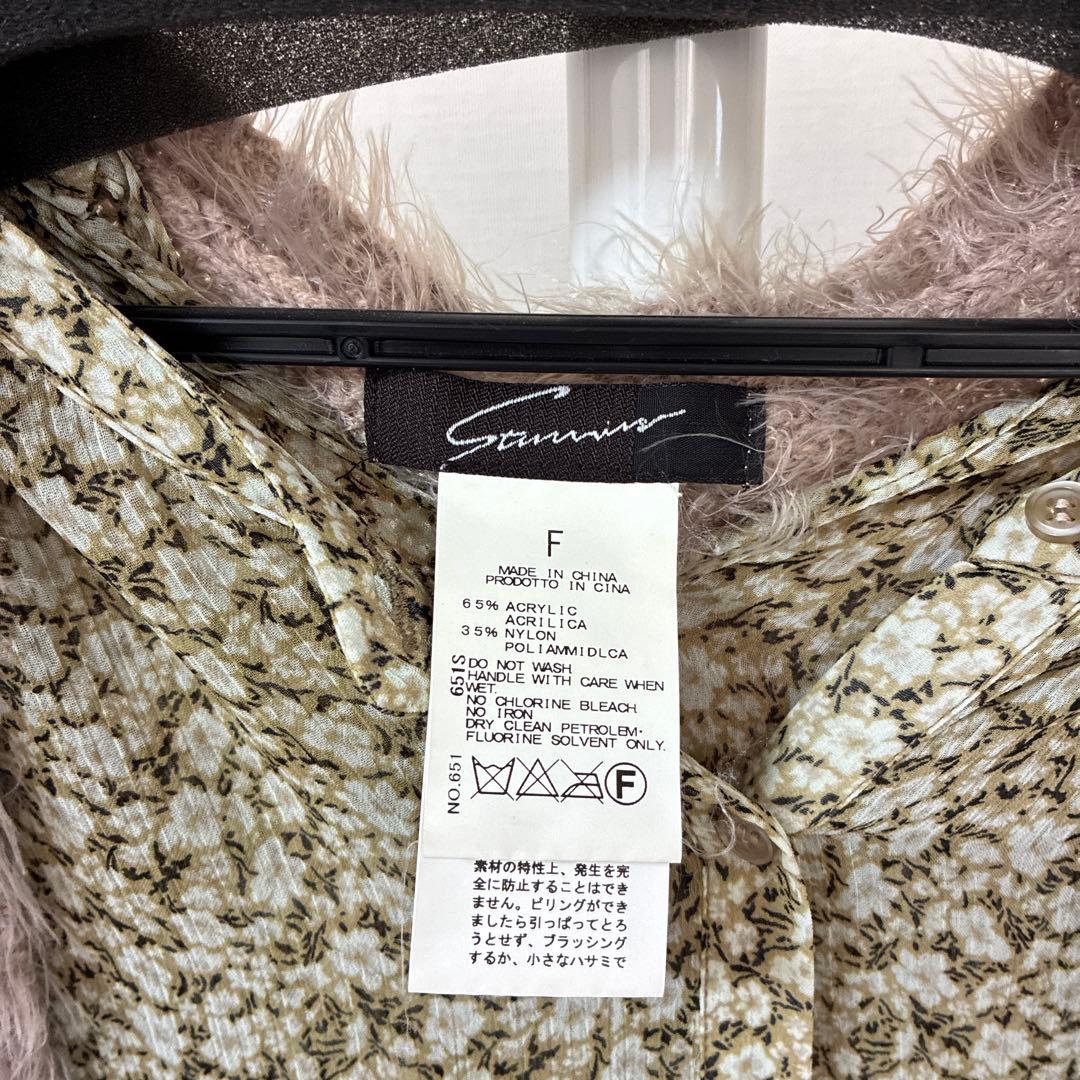 F
MADE IN CHINA
PRODOTTO IN CINA
65% ACRYLIC
ACRILICA
35% NYLON
POLIAMMIDLCA
DO NOT WASH
HANDLE WITH CARE WHEN
WET.
NO CHLORINE BLEACH
NO IRON
DRY CLEAN PETROLEM·
FLUORINE SOLVENT ONLY.
F
NO.651
651S
素材の特性上、発生を完
全に防止することはでき
ません。ピリングができ
ましたら引っぱってとろ
うとせず、ブラッシング
するか、小さなハサミで